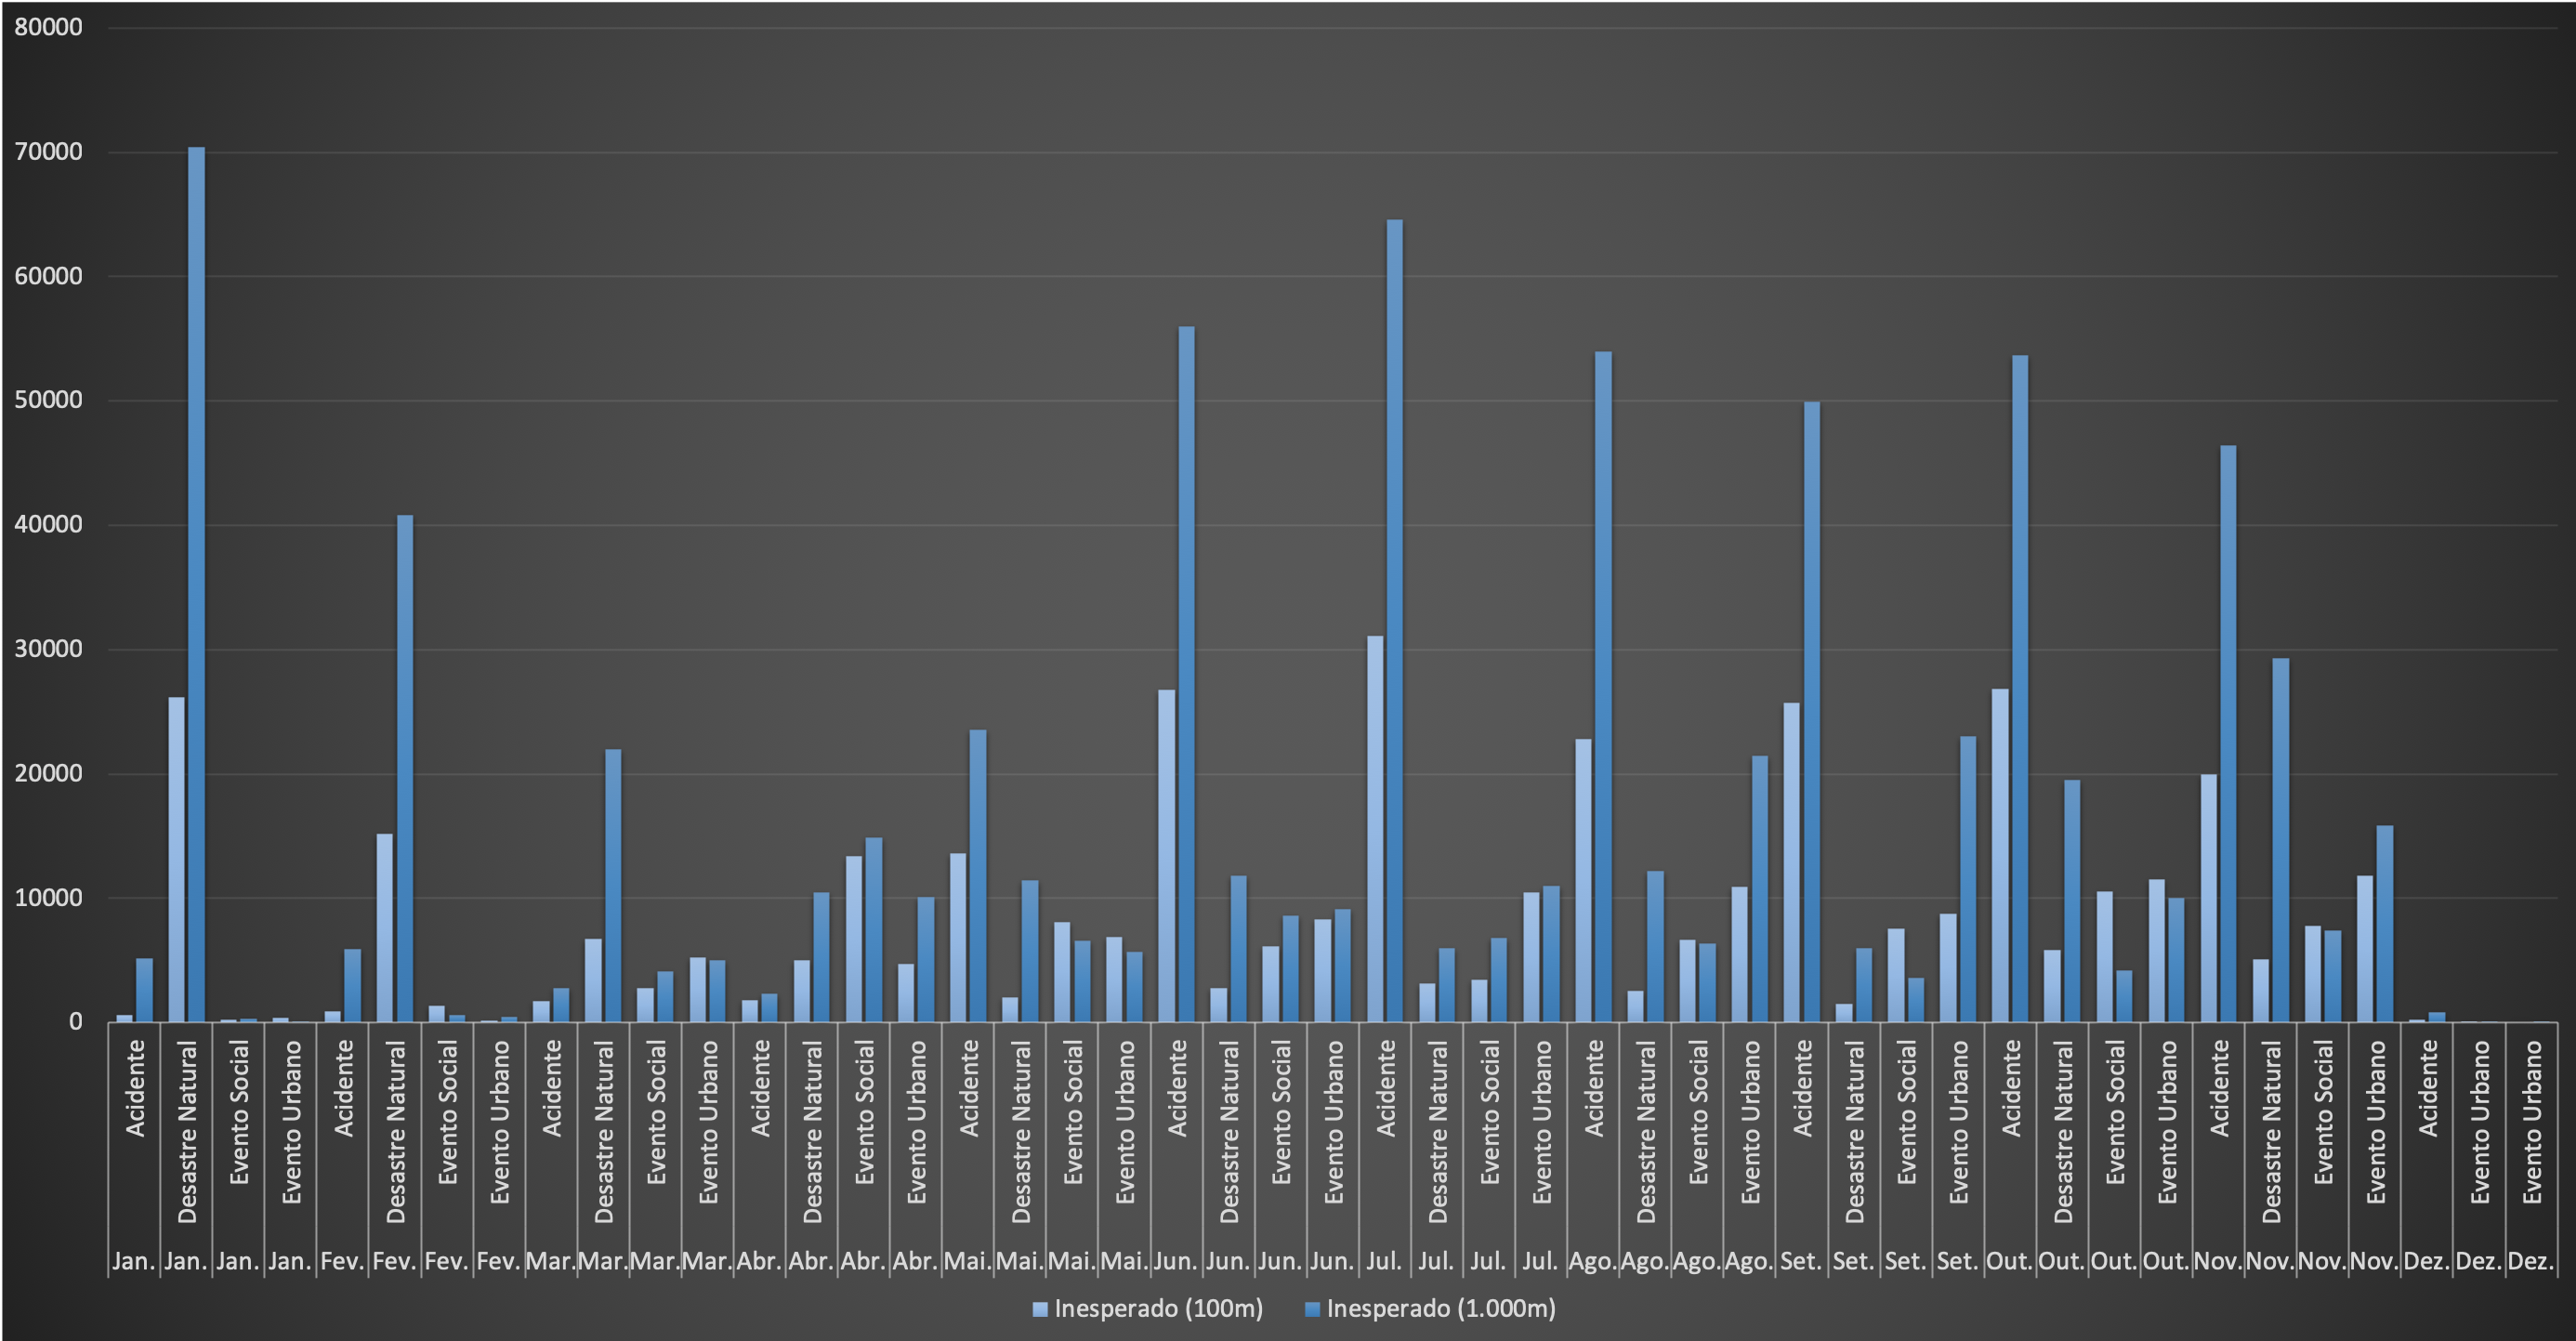 80000
70000
60000
50000
40000
30000
20000
10000
0
Acidente
Desastre Natural
Evento Social
Evento Urbano
Acidente
Desastre Natural
Evento Social
Evento Urbano
Acidente
Desastre Natural
Evento Social
Evento Urbano
Acidente
Desastre Natural
Evento Social
Evento Urbano
Acidente
Desastre Natural
Evento Social
Evento Urbano
Acidente
Desastre Natural
Evento Social
Evento Urbano
Acidente
Desastre Natural
Evento Social
Evento Urbano
Acidente
Desastre Natural
Evento Social
Evento Urbano
Acidente
Desastre Natural
Evento Social
Evento Urbano
Acidente
Desastre Natural
Evento Social
Evento Urbano
Acidente
Desastre Natural
Evento Social
Evento Urbano
Acidente
Evento Urbano
Evento Urbano
Jan. Jan. Jan. Jan. Fev. Fev. Fev. Fev. Mar. Mar. Mar. Mar. Abr. Abr. Abr. Abr. Mai. Mai. Mai. Mai. Jun. Jun. Jun. Jun. Jul. Jul. Jul. Jul. Ago. Ago. Ago. Ago. Set. Set. Set. Set. Out. Out. Out. Out. Nov. Nov. Nov. Nov. Dez. Dez. Dez.
Inesperado (100m) Inesperado (1.000m)